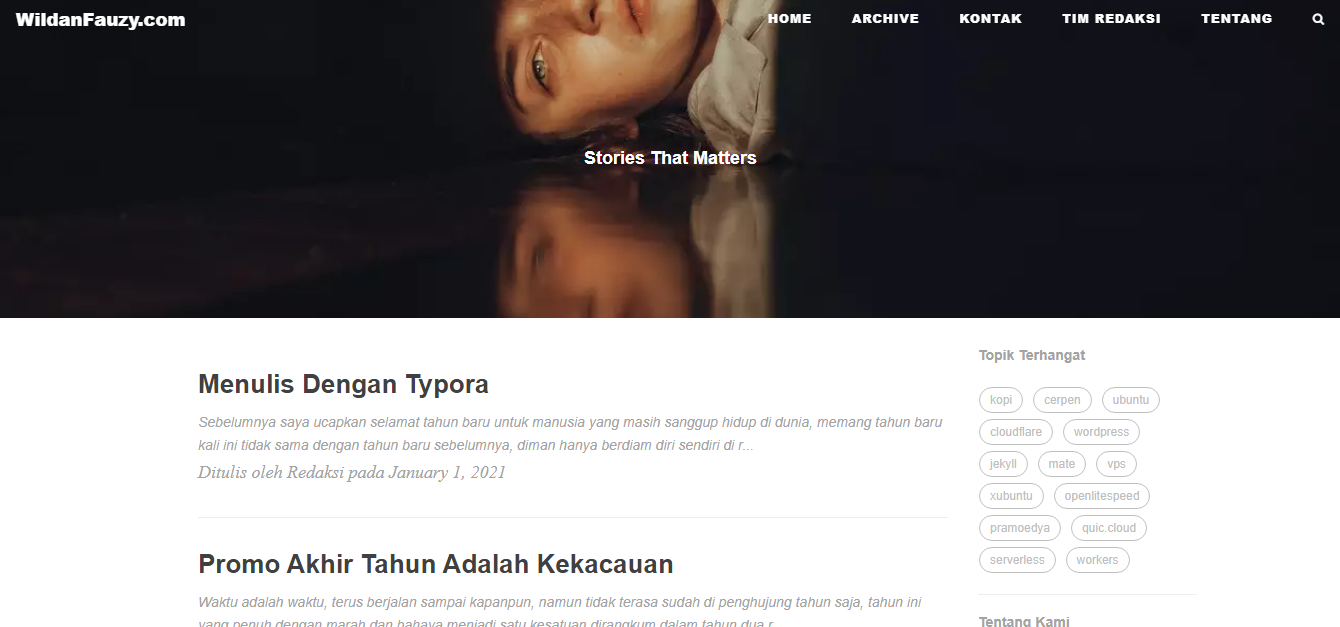 WildanFauzy.com
HOME ARCHIVE KONTAK TIM REDAKSI TENTANG
Stories That Matters
Menulis Dengan Typora
Sebelumnya saya ucapkan selamat tahun baru untuk manusia yang masih sanggup hidup di dunia, memang tahun baru
kali ini tidak sama dengan tahun baru sebelumnya, diman hanya berdiam diri sendiri di r...
Ditulis oleh Redaksi pada January 1, 2021
Promo Akhir Tahun Adalah Kekacauan
Waktu adalah waktu, terus berjalan sampai kapanpun, namun tidak terasa sudah di penghujung tahun saja, tahun ini
yang penuh dengan marah dan bahaya menjadi satu kesatuan dirangkum dalam tahun dua r...
Topik Terhangat
kopi cerpen ubuntu
cloudflare wordpress
jekyll mate vps
xubuntu openlitespeed
pramoedya quic.cloud
serverless workers
Tentang Kami